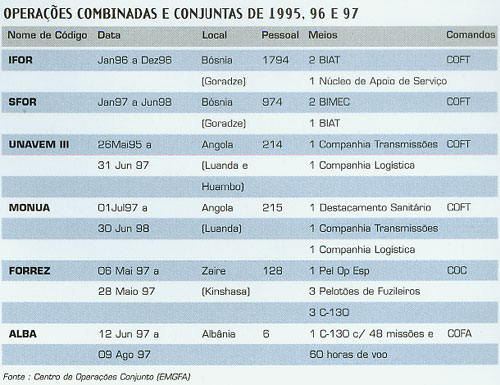 OPERAÇÕES COMBINADAS E CONJUNTAS DE 1995, 96 E 97
Nome de Código Data Local Pessoal Meios Comandos
IFOR Jan96 a Dez96 Bósnia 1794 2 BIAT COFT
(Goradze) 1 Núcleo de Apoio de Serviço
SFOR Jan97 a Jun98 Bósnia 974 2 BIMEC COFT
(Goradze) 1 BIAT
UNAVEM III 26Mai95 a Angola 214 1 Companhia Transmissões COFT
31 Jun 97 (Luanda e 1 Companhia Logística
Huambo)
MONUA 01Jul97 a Angola 215 1 Destacamento Sanitário COFT
30 Jun 98 (Luanda) 1 Companhia Transmissões
1 Companhia Logística
FORREZ 06 Mai 97 a Zaire 128 1 Pel Op Esp COC
28 Maio 97 (Kinshasa) 3 Pelotões de Fuzileiros
3 C-130
ALBA 12 Jun 97 a Albânia 6 1 C-130 c/ 48 missões e COFA
09 Ago 97 60 horas de voo
Fonte : Centro de Operações Conjunto (EMGFA)